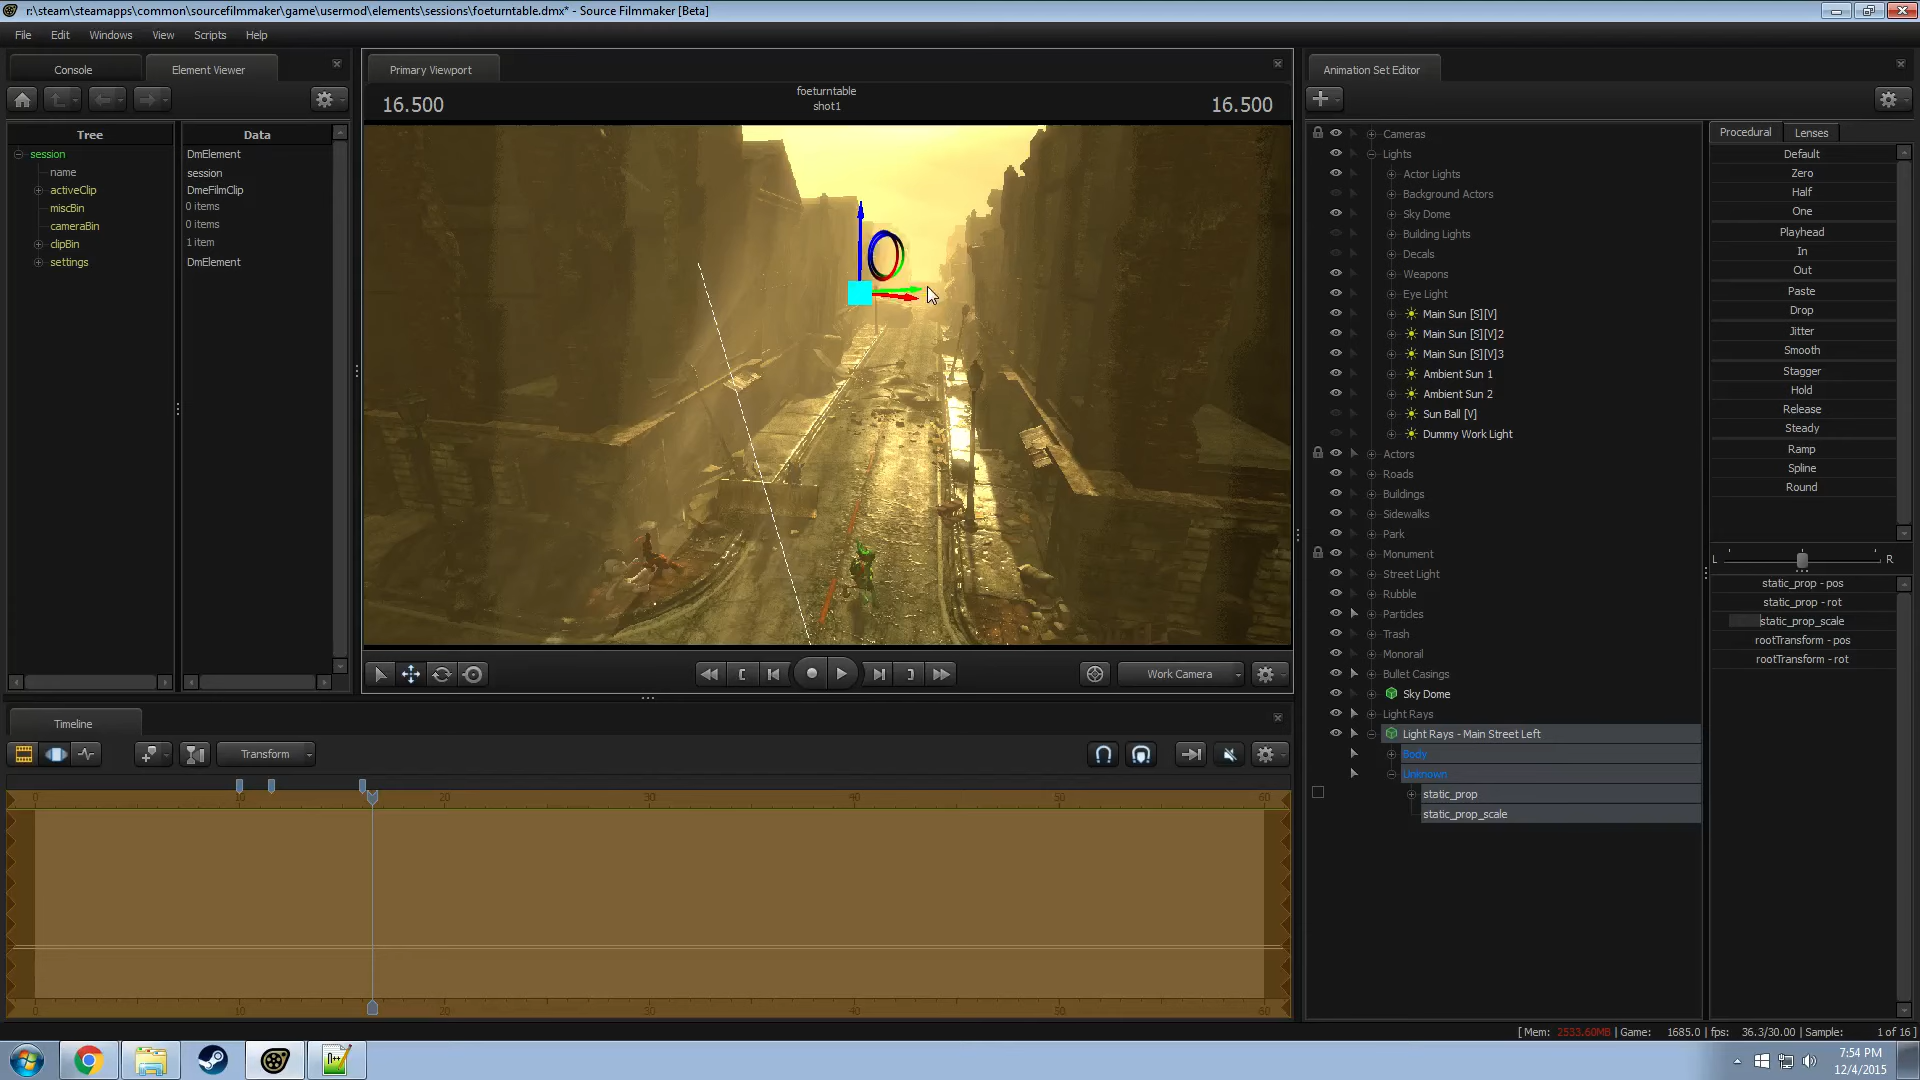 r:\steam\steamapps\common\sourcefilmmaker\game\usermod\elements\sessions\foeturntable.dmx* - Source Filmmaker [Beta]
File Edit Windows View Scripts Help
Console Element Viewer
Tree Data
session DmElement
name session
activeClip DmeFilmClip
miscBin 0 items
cameraBin 0 items
clipBin 1 item
settings DmElement
Primary Viewport
foeturntable
16.500 shot1 16.500
Work Camera
Timeline
Transform
0 10 20 30 40 50 60
0 10 20 30 40 50 60
Animation Set Editor
Cameras
Lights
Actor Lights
Background Actors
Sky Dome
Building Lights
Decals
Weapons
Eye Light
Main Sun [S][V]
Main Sun [S][V]2
Main Sun [S][V]3
Ambient Sun 1
Ambient Sun 2
Sun Ball [V]
Dummy Work Light
Actors
Roads
Buildings
Sidewalks
Park
Monument
Street Light
Rubble
Particles
Trash
Monorail
Bullet Casings
Sky Dome
Light Rays
Light Rays - Main Street Left
Body
Unknown
static_prop
static_prop_scale
Procedural Lenses
Default
Zero
Half
One
Playhead
In
Out
Paste
Drop
Jitter
Smooth
Stagger
Hold
Release
Steady
Ramp
Spline
Round
L R
static_prop - pos
static_prop - rot
static_prop_scale
rootTransform - pos
rootTransform - rot
[ Mem: 2533.60MB | Game: 1685.0 | fps: 36.3/30.00 | Sample: 1 of 16 ]
7:54 PM
12/4/2015